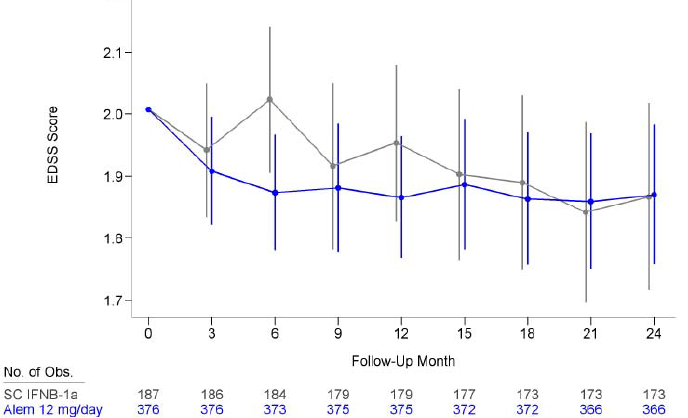 2.1
2.0
1.9
1.8
1.7
EDSS Score
0 3 6 9 12 15 18 21 24
Follow-Up Month
No. of Obs.
SC IFNB-1a 187 186 184 179 179 177 173 173 173
Alem 12 mg/day 376 376 373 375 375 372 372 366 366